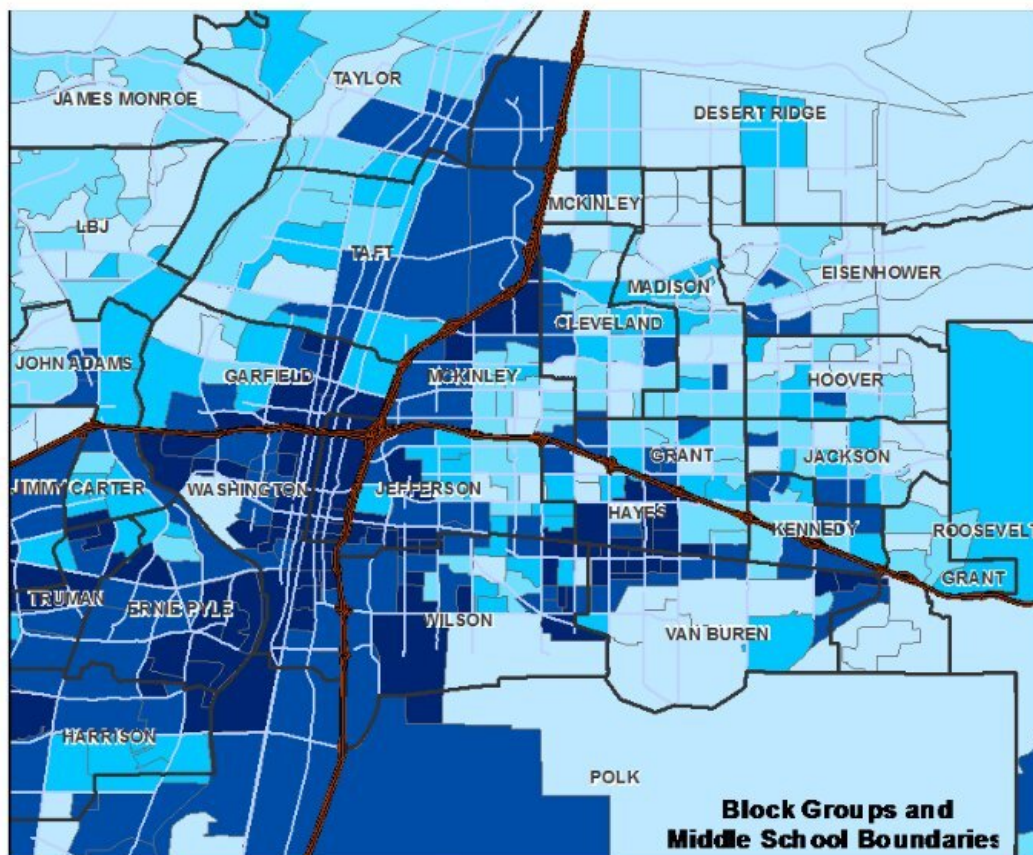 TAYLOR
JAMES MONROE
DESERT RIDGE
MCKINLEY
LBJ
TAFT
EISENHOWER
MADISON
CLEVELAND
JOHN ADAMS
GARFIELD
MCKINLEY
HOOVER
GRANT
JACKSON
JIMMY CARTER
WASHINGTON
JEFFERSON
HAYES
KENNEDY
ROOSEVELT
GRANT
TRUMAN
ERNIE PYLE
WILSON
VAN BUREN
HARRISON
POLK
Block Groups and
Middle School Boundaries